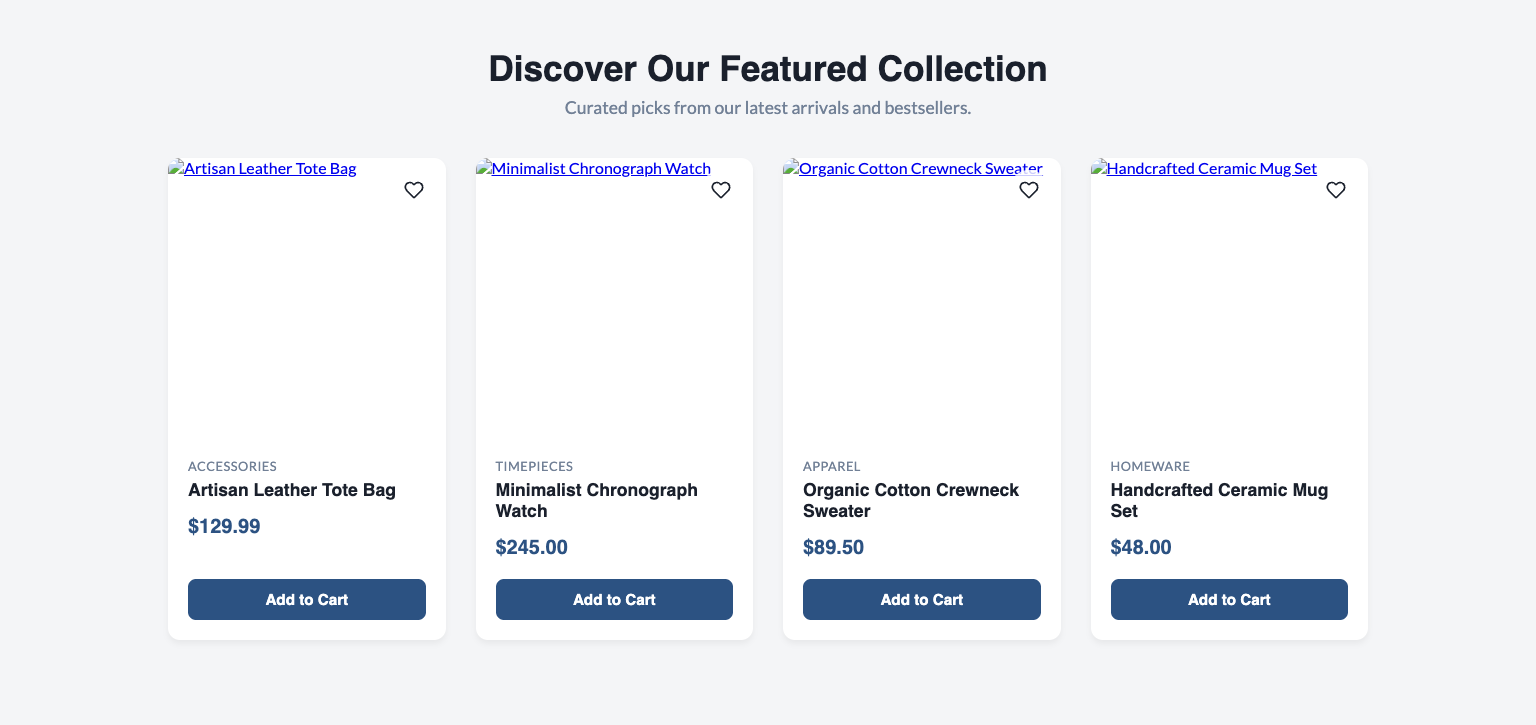 Discover Our Featured Collection
Curated picks from our latest arrivals and bestsellers.
Artisan Leather Tote Bag
Minimalist Chronograph Watch
Organic Cotton Crewneck Sweater
Handcrafted Ceramic Mug Set
ACCESSORIES
Artisan Leather Tote Bag
$129.99
Add to Cart
TIMEPIECES
Minimalist Chronograph
Watch
$245.00
Add to Cart
APPAREL
Organic Cotton Crewneck
Sweater
$89.50
Add to Cart
HOMEWARE
Handcrafted Ceramic Mug
Set
$48.00
Add to Cart